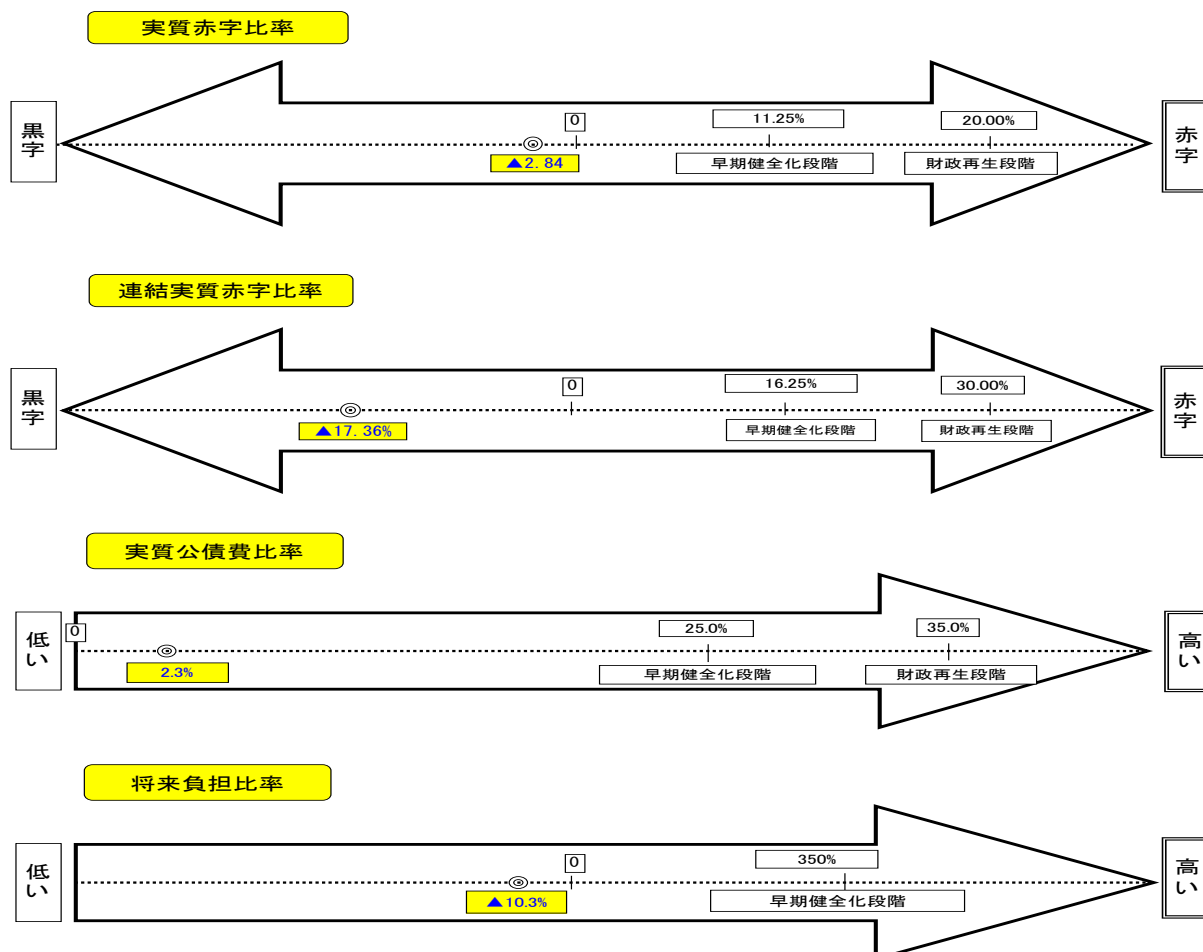 実質赤字比率
黒字
0
11.25%
20.00%
赤字
▲2.84
早期健全化段階
財政再生段階
連結実質赤字比率
黒字
0
16.25%
30.00%
赤字
▲17.36%
早期健全化段階
財政再生段階
実質公債費比率
低い
0
25.0%
35.0%
高い
2.3%
早期健全化段階
財政再生段階
将来負担比率
低い
0
350%
高い
▲10.3%
早期健全化段階